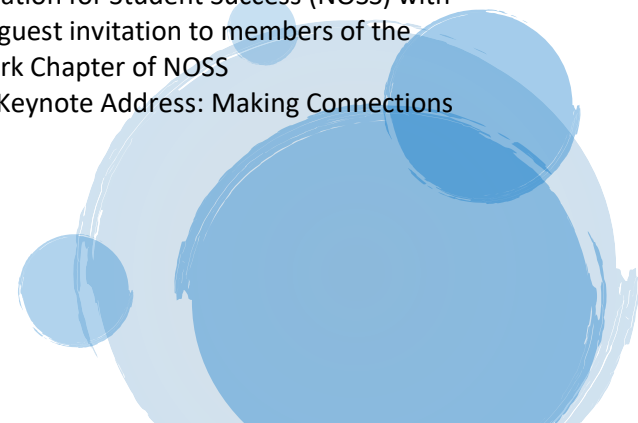 ation for Student Success (NOSS) with
guest invitation to members of the
rk Chapter of NOSS
Keynote Address: Making Connections